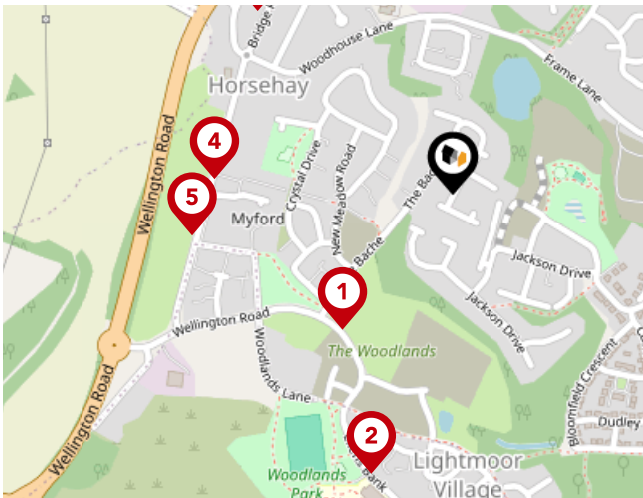 Bridge
Woodhouse Lane
Frame Lane
Horsehay
Wellington Road
4
Crystal Drive
New Meadow Road
The Ba
5
Myford
Bache
Jackson Drive
Jackson Drive
1
Wellington Road
The Woodlands
Woodlands Lane
Wellington Road
Bloomfield Crescent
Dudley
2
Bank
Lightmoor
Village
Woodlands
Park